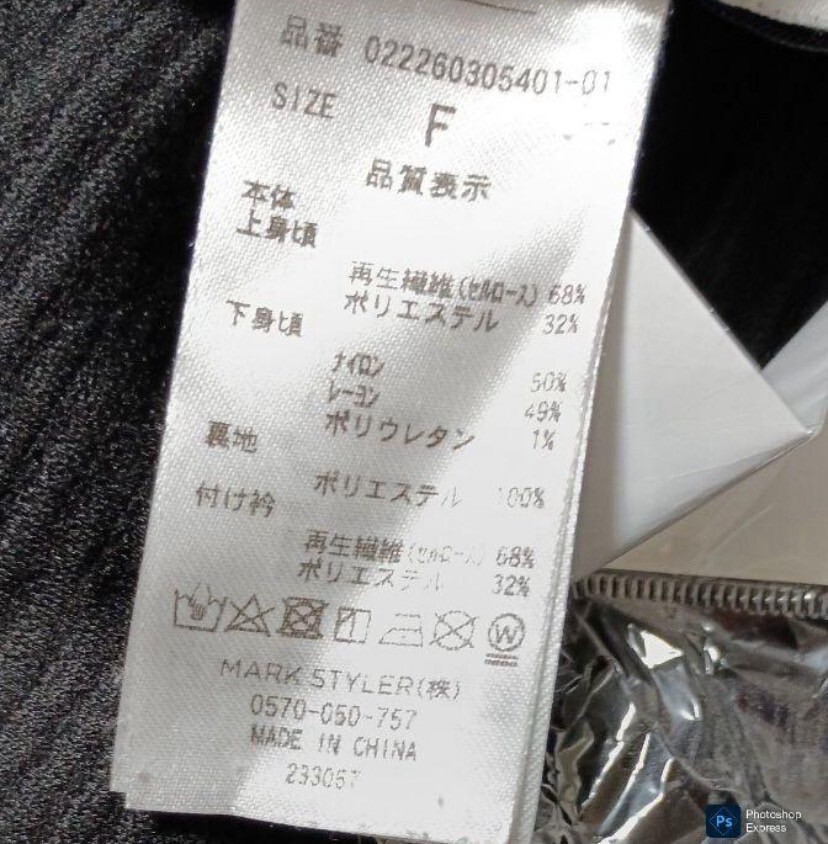 品番 022260305401-01
SIZE F
品質表示
本体
上身頃
再生繊維(セルロース) 68%
ポリエステル 32%
下身頃
ナイロン 50%
レーヨン 49%
ポリウレタン 1%
裏地
ポリエステル 100%
付け衿
再生繊維(セルロース) 68%
ポリエステル 32%
W
MARK STYLER(株)
0570-050-757
MADE IN CHINA
233057
Ps Photoshop
Express